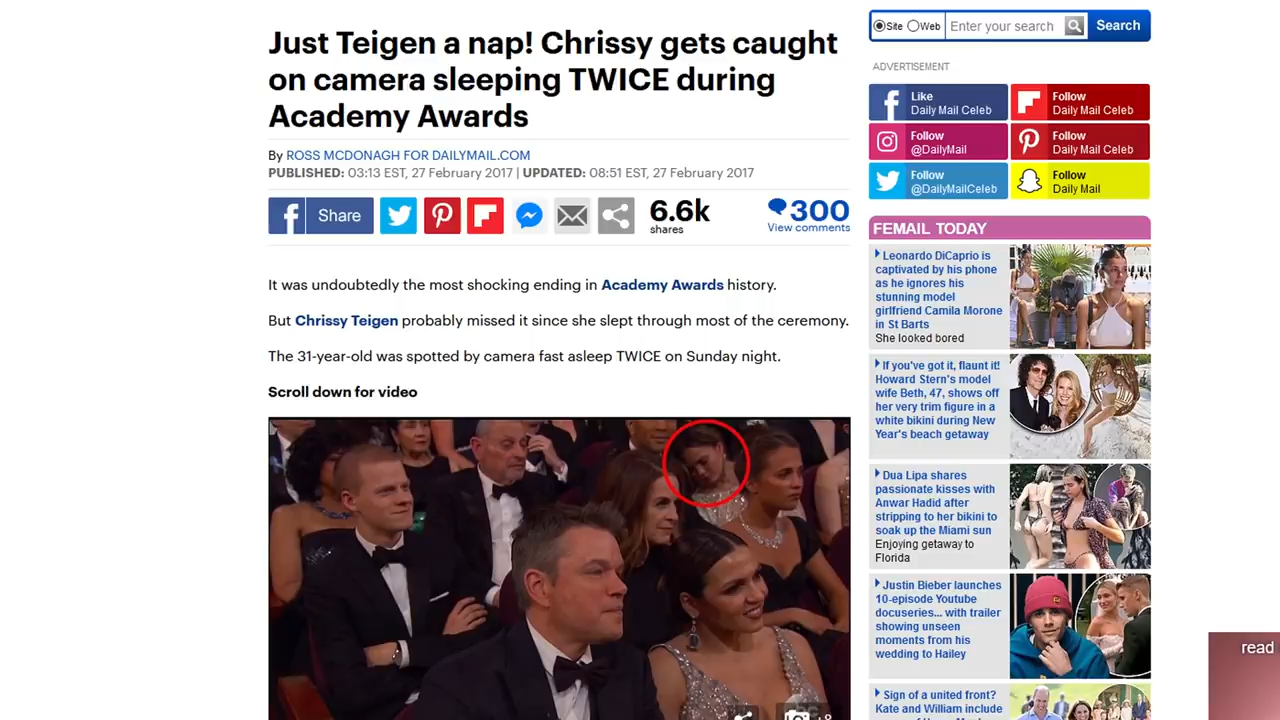 Just Teigen a nap! Chrissy gets caught
on camera sleeping TWICE during
Academy Awards
By ROSS MCDONAGH FOR DAILYMAIL.COM
PUBLISHED: 03:13 EST, 27 February 2017 | UPDATED: 08:51 EST, 27 February 2017
Share
6.6k
shares
300
View comments
It was undoubtedly the most shocking ending in Academy Awards history.
But Chrissy Teigen probably missed it since she slept through most of the ceremony.
The 31-year-old was spotted by camera fast asleep TWICE on Sunday night.
Scroll down for video
Site Web Enter your search Search
ADVERTISEMENT
Like
Daily Mail Celeb
Follow
Daily Mail Celeb
Follow
@DailyMail
Follow
Daily Mail Celeb
Follow
@DailyMailCeleb
Follow
Daily Mail
FEMAIL TODAY
Leonardo DiCaprio is
captivated by his phone
as he ignores his
stunning model
girlfriend Camila Morone
in St Barts
She looked bored
If you've got it, flaunt it!
Howard Stern's model
wife Beth, 47, shows off
her very trim figure in a
white bikini during New
Year's beach getaway
Dua Lipa shares
passionate kisses with
Anwar Hadid after
stripping to her bikini to
soak up the Miami sun
Enjoying getaway to
Florida
Justin Bieber launches
10-episode Youtube
docuseries... with trailer
showing unseen
moments from his
wedding to Hailey
Sign of a united front?
Kate and William include
read